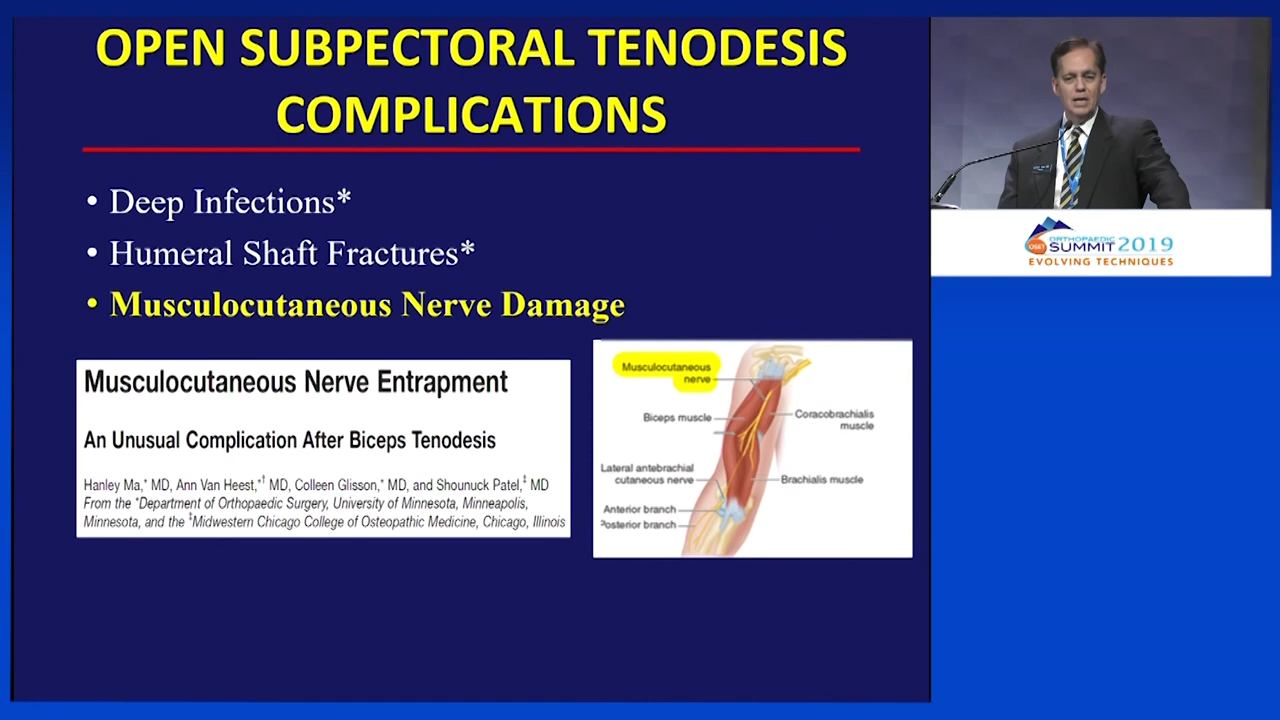 OPEN SUBPECTORAL TENODESIS
COMPLICATIONS
• Deep Infections*
• Humeral Shaft Fractures*
• Musculocutaneous Nerve Damage
Musculocutaneous Nerve Entrapment
An Unusual Complication After Biceps Tenodesis
Hanley Ma,* MD, Ann Van Heest,*† MD, Colleen Glisson,* MD, and Shounuck Patel,‡ MD
From the *Department of Orthopaedic Surgery, University of Minnesota, Minneapolis,
Minnesota, and the ‡Midwestern Chicago College of Osteopathic Medicine, Chicago, Illinois
Musculocutaneous
nerve
Biceps muscle
Coracobrachialis
muscle
Lateral antebrachial
cutaneous nerve
Brachialis muscle
Anterior branch
Posterior branch
OSET
ORTHOPAEDIC
SUMMIT 2019
EVOLVING TECHNIQUES